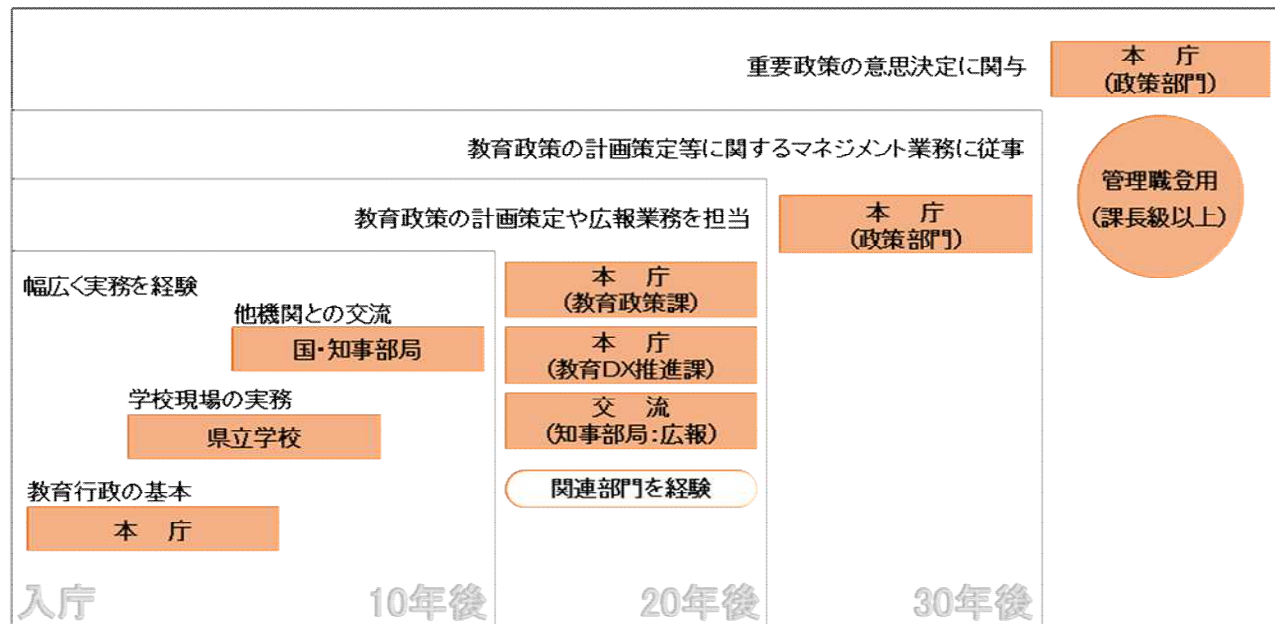 重要政策の意思決定に関与
本 庁
(政策部門)
教育政策の計画策定等に関するマネジメント業務に従事
管理職登用
(課長級以上)
教育政策の計画策定や広報業務を担当
本 庁
(政策部門)
幅広く実務を経験
他機関との交流
国・知事部局
学校現場の実務
県立学校
教育行政の基本
本 庁
本 庁
(教育政策課)
本 庁
(教育DX推進課)
交 流
(知事部局:広報)
関連部門を経験
入庁
10年後
20年後
30年後